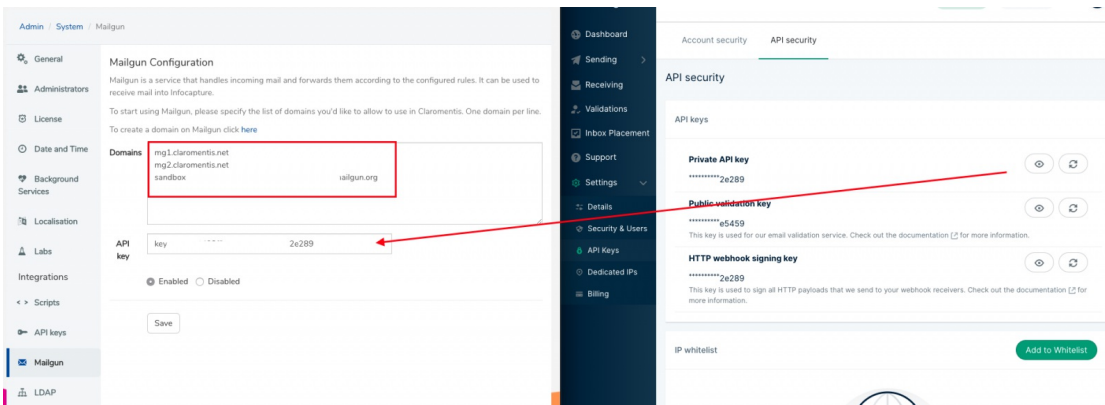 Admin / System / Mailgun
General
Administrators
License
Date and Time
Background
Services
Localisation
Labs
Integrations
Scripts
API keys
Mailgun
LDAP
Mailgun Configuration
Mailgun is a service that handles incoming mail and forwards them according to the configured rules. It can be used to
receive mail into Infocapture.
To start using Mailgun, please specify the list of domains you'd like to allow to use in Claromentis. One domain per line.
To create a domain on Mailgun click here
Domains
mg1.claromentis.net
mg2.claromentis.net
sandbox ailgun.org
API
key
key 2e289
Enabled Disabled
Save
Dashboard
Sending
Receiving
Validations
Inbox Placement
Support
Settings
Details
Security & Users
API Keys
Dedicated IPs
Billing
Account security API security
API security
API keys
Private API key
**********2e289
Public validation key
**********e5459
This key is used for our email validation service. Check out the documentation for more information.
HTTP webhook signing key
**********2e289
This key is used to sign all HTTP payloads that we send to your webhook receivers. Check out the documentation for
more information.
IP whitelist
Add to Whitelist